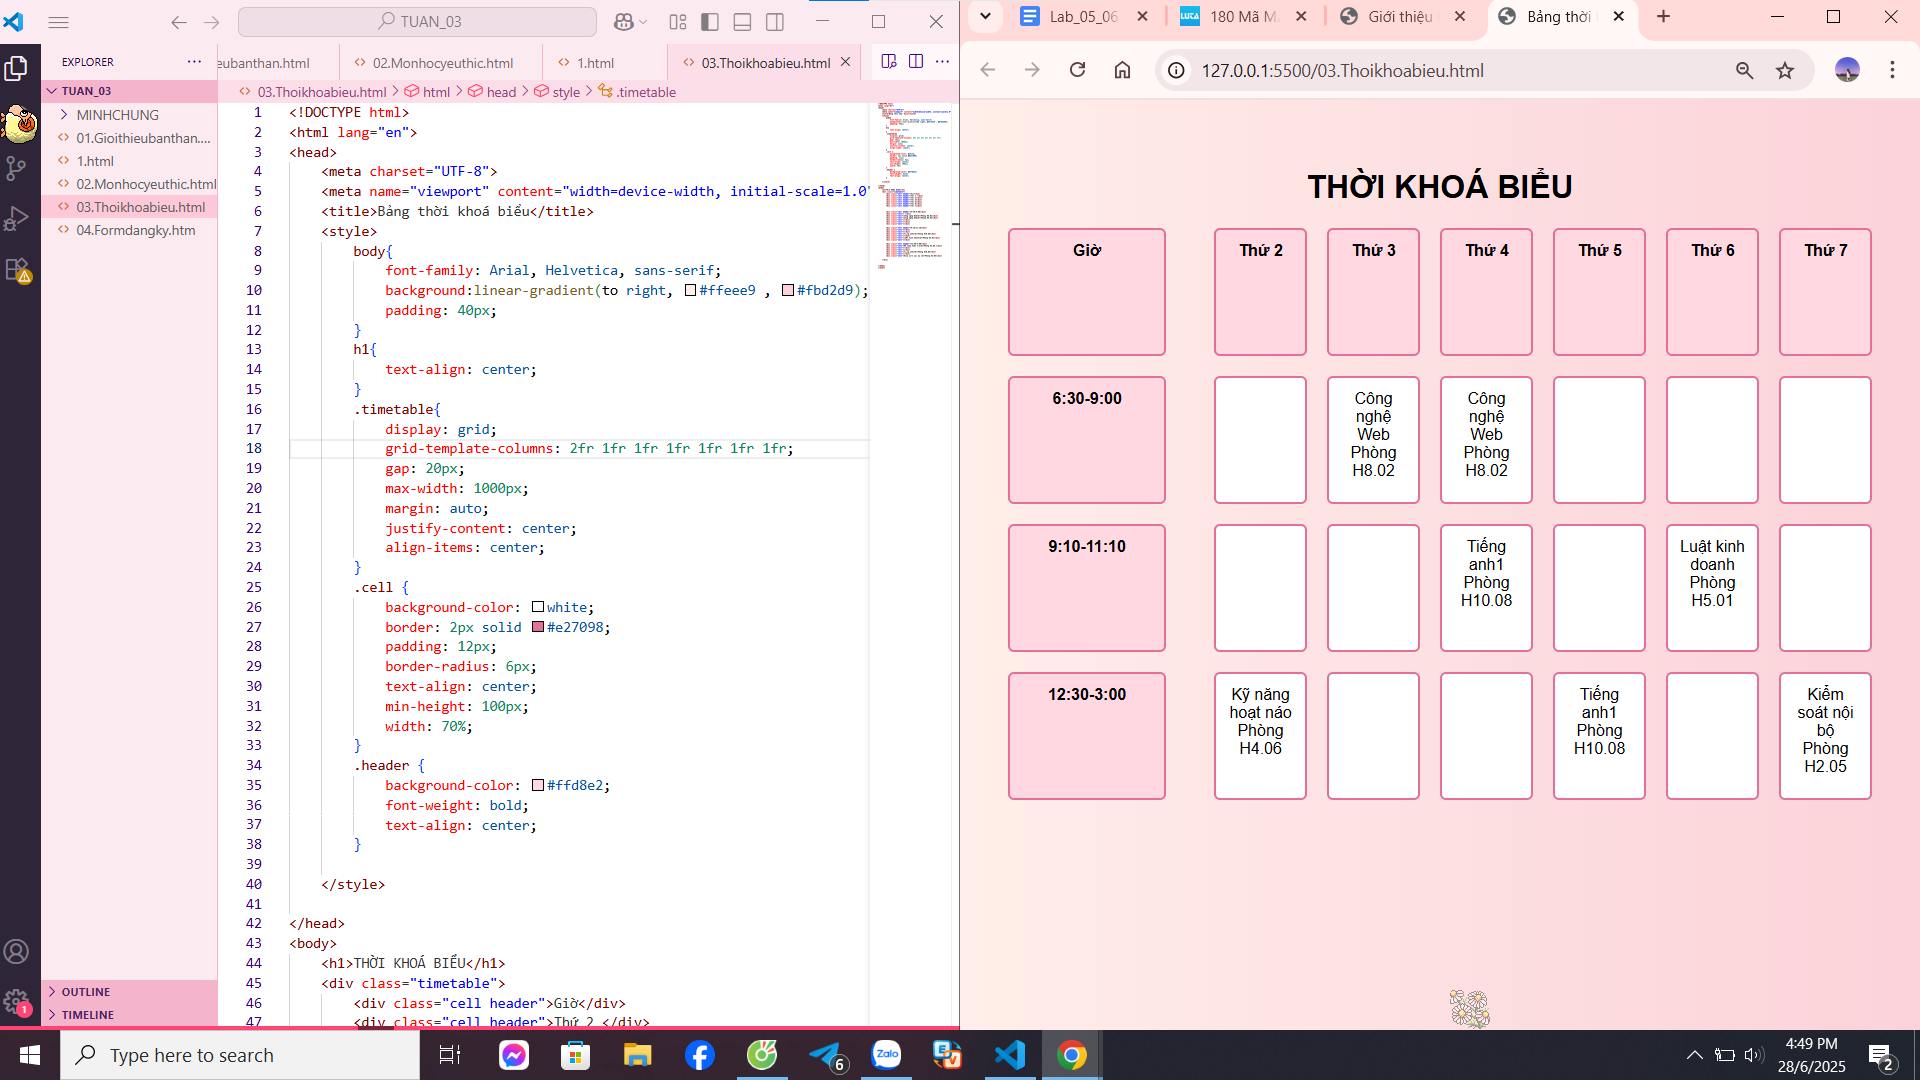 TUAN_03
EXPLORER
eubanthan.html
02.Monhocyeuthic.html
1.html
03.Thoikhoabieu.html
TUAN_03
MINHCHUNG
01.Gioithieubanthan....
1.html
02.Monhocyeuthic.html
03.Thoikhoabieu.html
04.Formdangky.htm
OUTLINE
TIMELINE
1
03.Thoikhoabieu.html > html > head > style > .timetable
1 <!DOCTYPE html>
2 <html lang="en">
3 <head>
4 <meta charset="UTF-8">
5 <meta name="viewport" content="width=device-width, initial-scale=1.0"
6 <title>Bảng thời khoá biểu</title>
7 <style>
8 body{
9 font-family: Arial, Helvetica, sans-serif;
10 background:linear-gradient(to right, #ffeee9 , #fbd2d9);
11 padding: 40px;
12 }
13 h1{
14 text-align: center;
15 }
16 .timetable{
17 display: grid;
18 grid-template-columns: 2fr 1fr 1fr 1fr 1fr 1fr 1fr;
19 gap: 20px;
20 max-width: 1000px;
21 margin: auto;
22 justify-content: center;
23 align-items: center;
24 }
25 .cell {
26 background-color: white;
27 border: 2px solid #e27098;
28 padding: 12px;
29 border-radius: 6px;
30 text-align: center;
31 min-height: 100px;
32 width: 70%;
33 }
34 .header {
35 background-color: #ffd8e2;
36 font-weight: bold;
37 text-align: center;
38 }
39
40 </style>
41
42 </head>
43 <body>
44 <h1>THỜI KHOÁ BIỂU</h1>
45 <div class="timetable">
46 <div class="cell header">Giờ</div>
47 <div class="cell header">Thứ 2 </div>
Lab_05_06
180 Mã M
Giới thiệu
Bảng thời
127.0.0.1:5500/03.Thoikhoabieu.html
THỜI KHOÁ BIỂU
Giờ
Thứ 2
Thứ 3
Thứ 4
Thứ 5
Thứ 6
Thứ 7
6:30-9:00
Công
nghệ
Web
Phòng
H8.02
Công
nghệ
Web
Phòng
H8.02
9:10-11:10
Tiếng
anh1
Phòng
H10.08
Luật kinh
doanh
Phòng
H5.01
12:30-3:00
Kỹ năng
hoạt náo
Phòng
H4.06
Tiếng
anh1
Phòng
H10.08
Kiểm
soát nội
bộ
Phòng
H2.05
Type here to search
6
Zalo
4:49 PM
28/6/2025
2